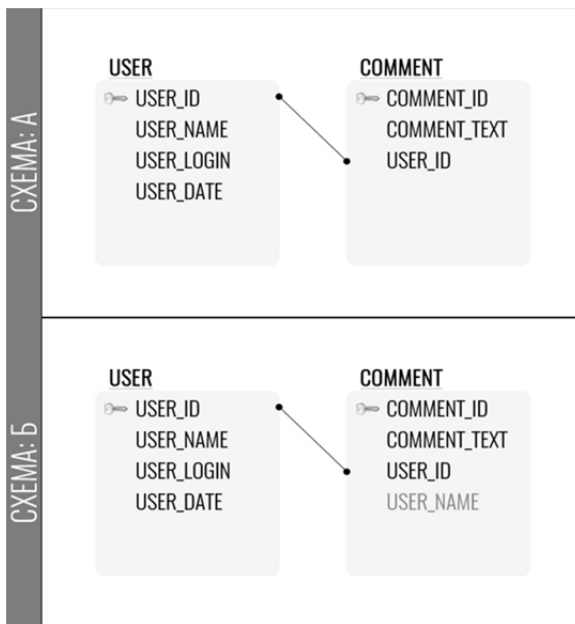 СХЕМА: А
USER
USER_ID
USER_NAME
USER_LOGIN
USER_DATE
COMMENT
COMMENT_ID
COMMENT_TEXT
USER_ID
СХЕМА: Б
USER
USER_ID
USER_NAME
USER_LOGIN
USER_DATE
COMMENT
COMMENT_ID
COMMENT_TEXT
USER_ID
USER_NAME